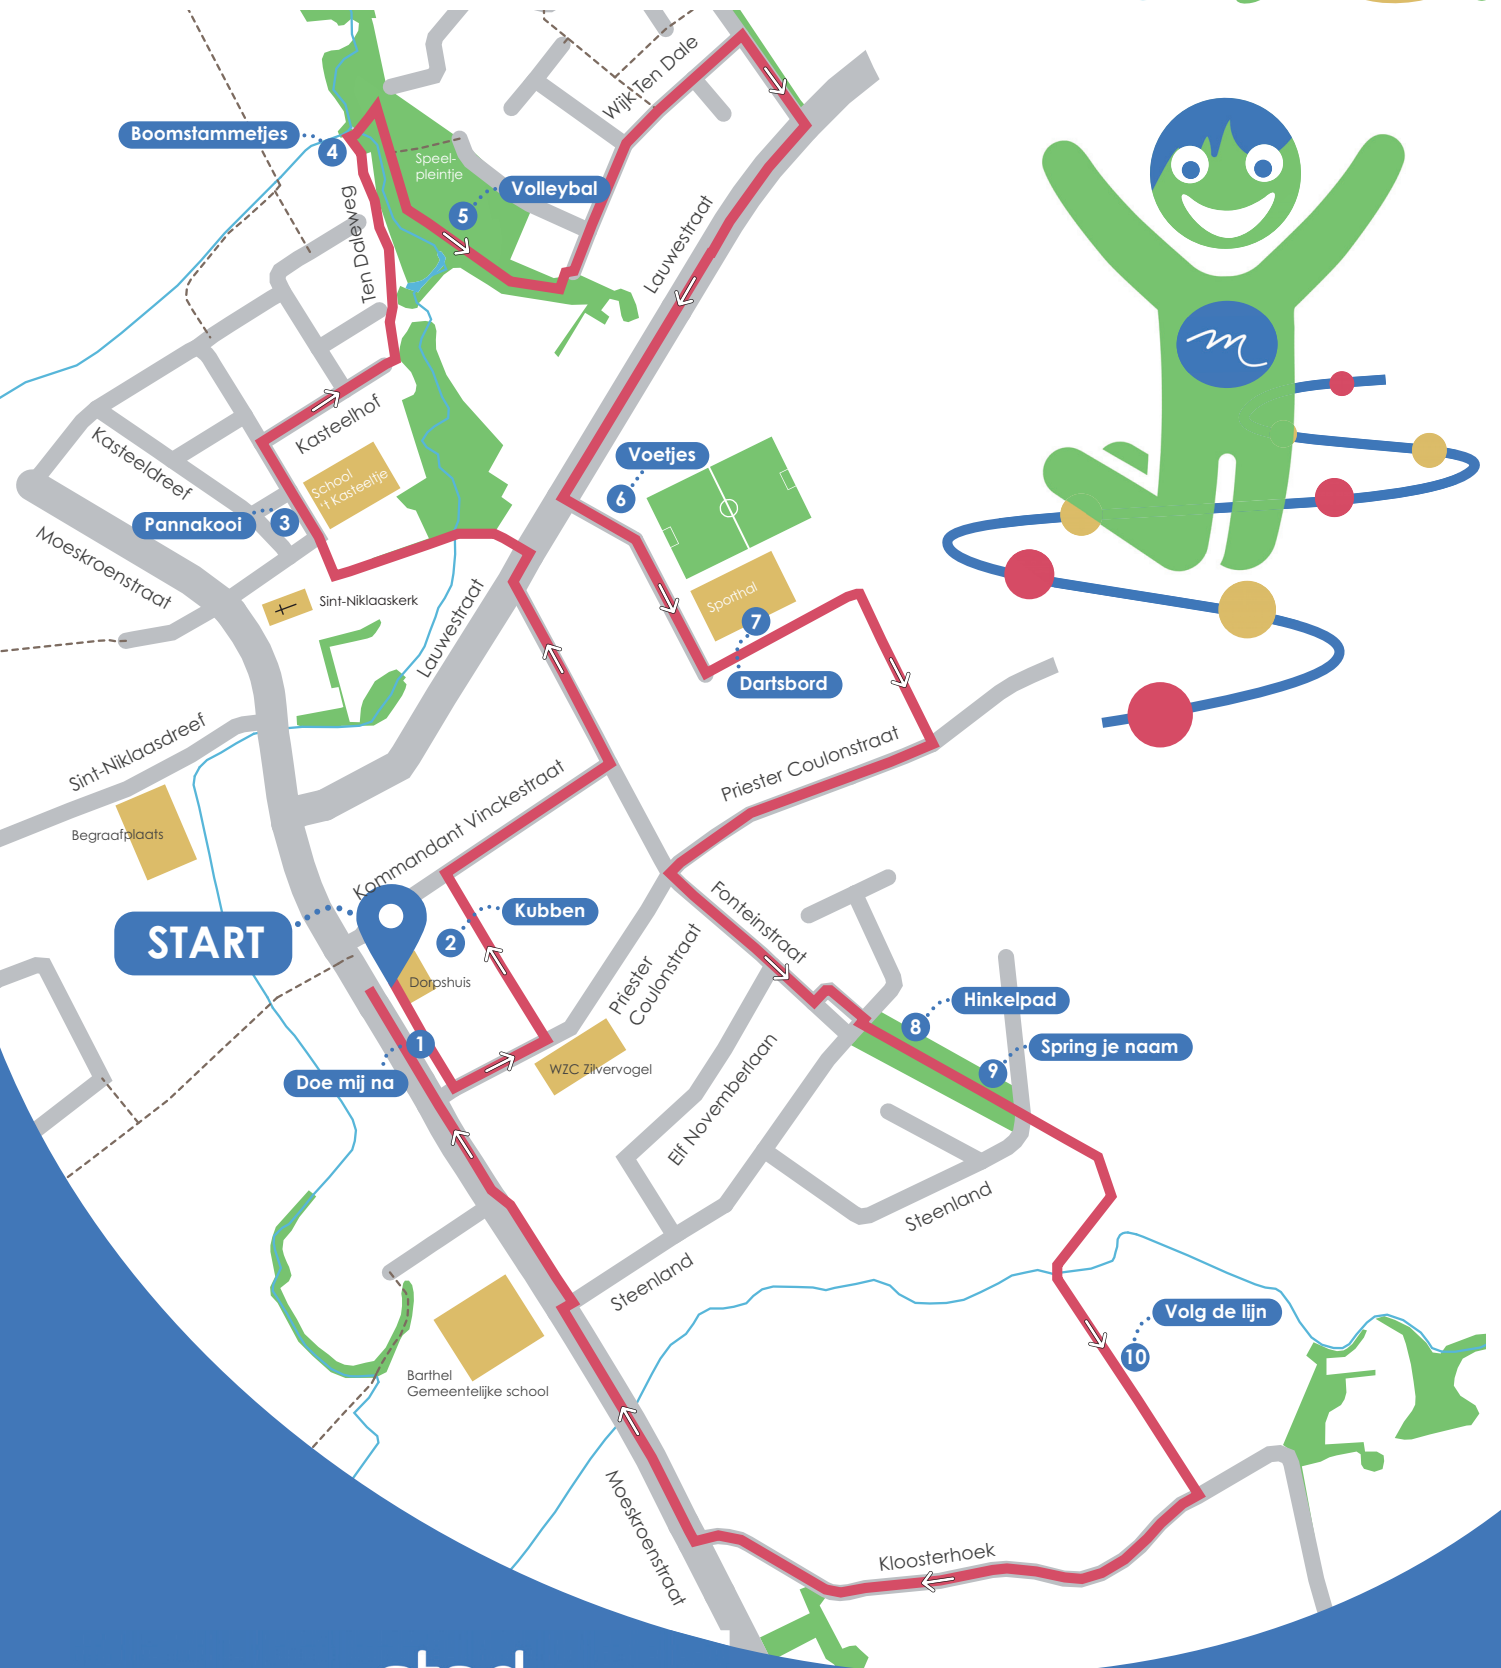 Wijk Ten Dale
Boomstammetjes
4
Speel-
pleintje
Volleybal
5
Ten Daleweg
Lauwestraat
Kasteelhof
Kasteeldreef
School
't Kasteeltje
Voetjes
6
Pannakooi
3
Moeskroenstraat
Sint-Niklaaskerk
Sporthal
7
Lauwestraat
Dartsbord
Sint-Niklaasdreef
Priester Coulonstraat
Begraafplaats
Kommandant Vinckestraat
Fonteinstraat
Kubben
START
2
Dorpshuis
Priester
Coulonstraat
Hinkelpad
8
1
Spring je naam
9
WZC Zilvervogel
Doe mij na
Elf Novemberlaan
Steenland
Steenland
Volg de lijn
10
Barthel
Gemeentelijke school
Moeskroenstraat
Kloosterhoek